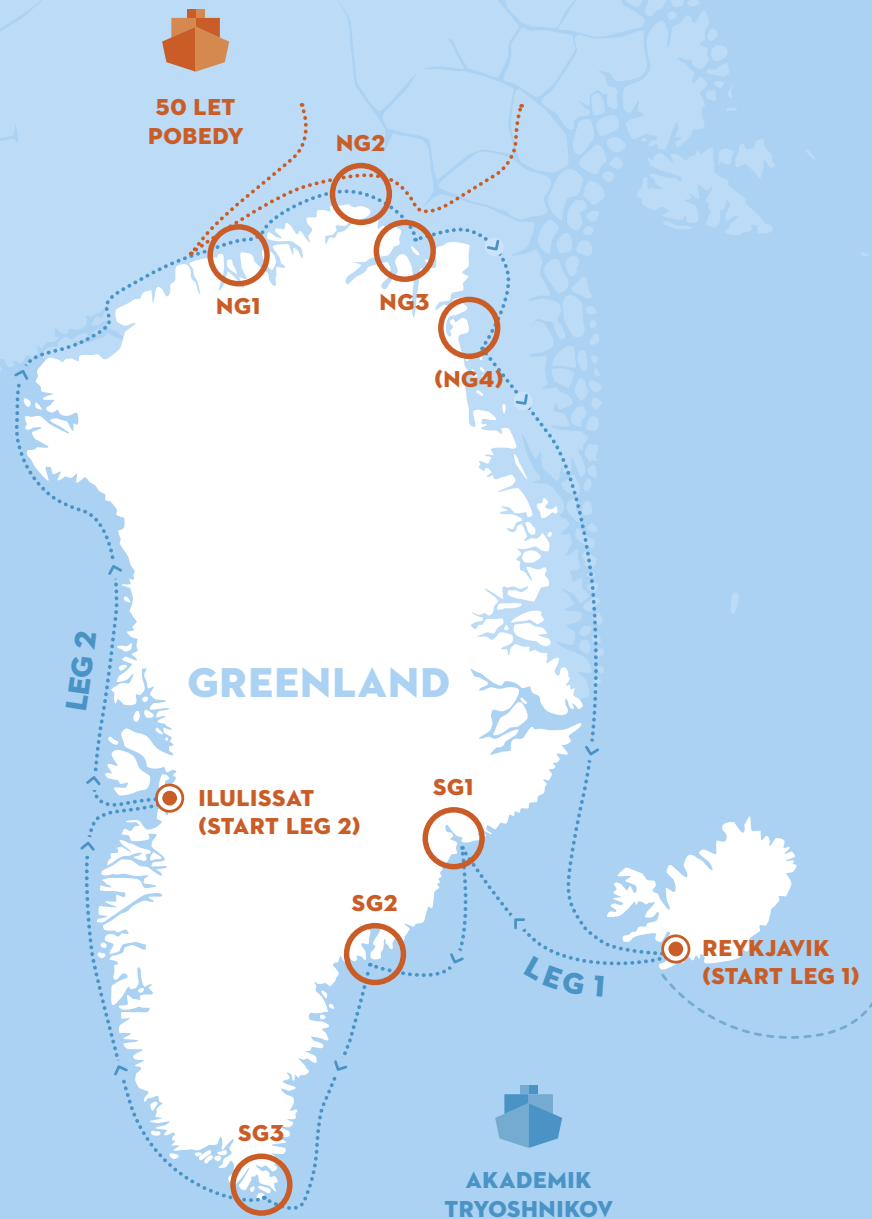 50 LET
POBEDY
NG2
NG1
NG3
(NG4)
LEG 2
GREENLAND
ILULISSAT
(START LEG 2)
SG1
SG2
REYKJAVIK
(START LEG 1)
LEG 1
SG3
AKADEMIK
TRYOSHNIKOV